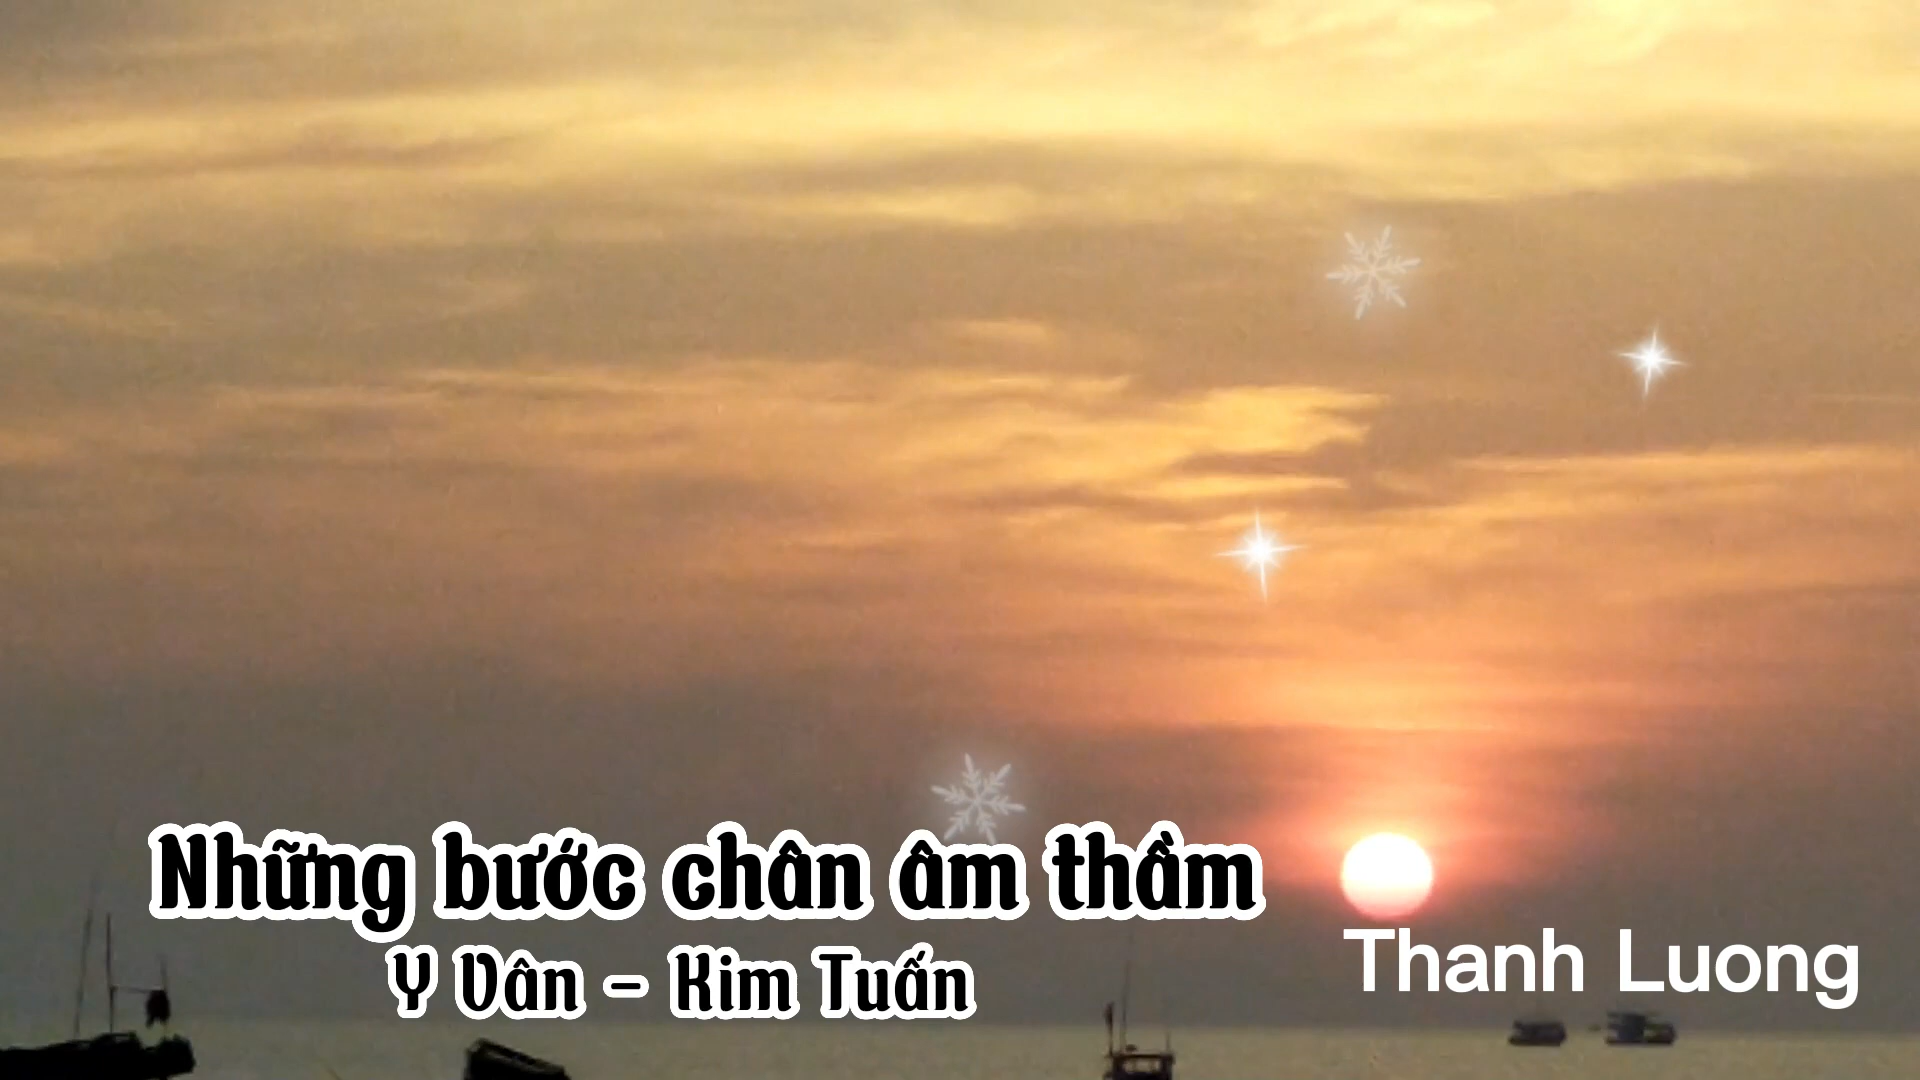 Những bước chân âm thầm
Y Vân - Kim Tuấn
Thanh Luong